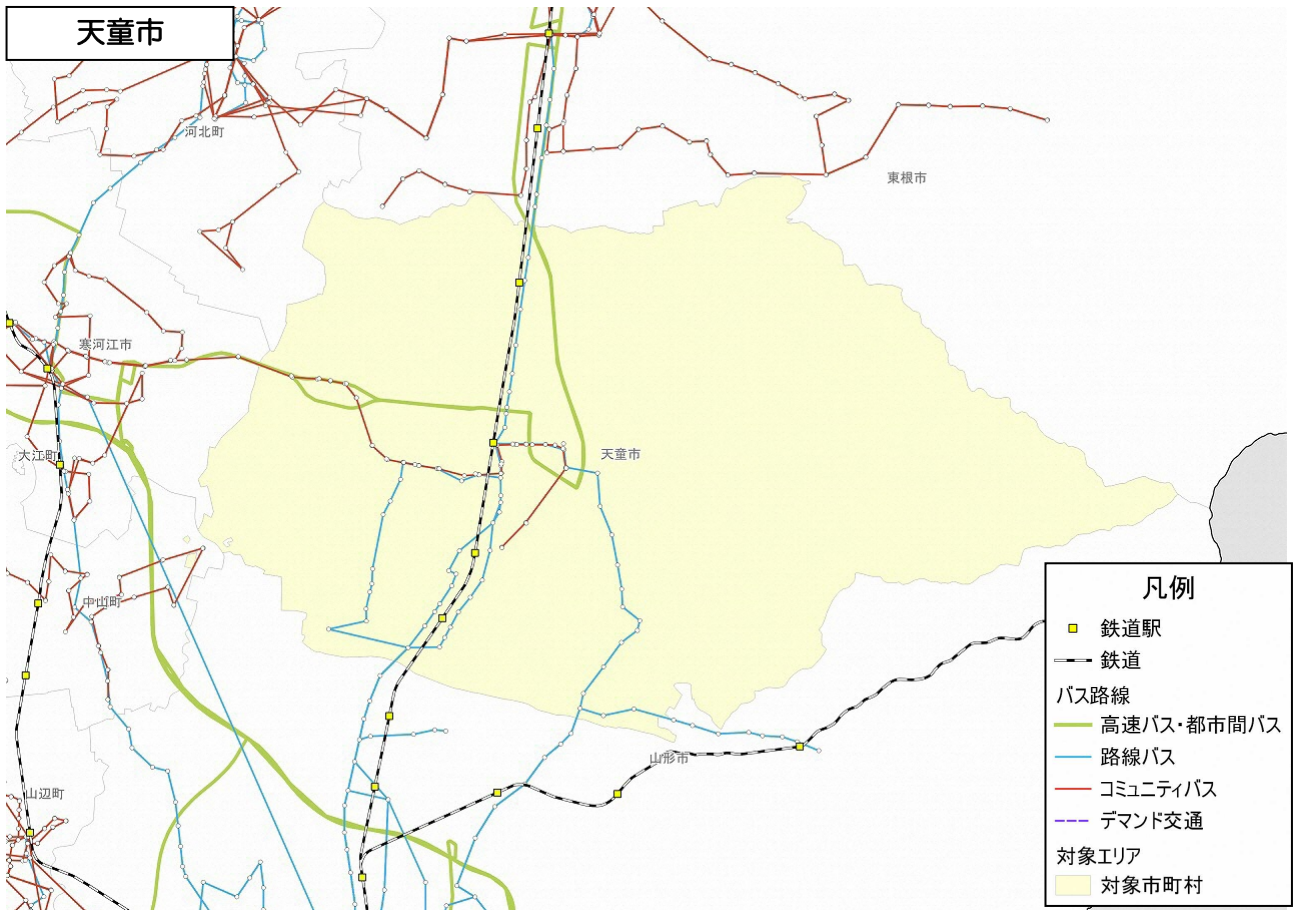 天童市
河北町
東根市
寒河江市
大江町
天童市
中山町
山形市
山辺町
凡例
鉄道駅
鉄道
バス路線
高速バス・都市間バス
路線バス
コミュニティバス
デマンド交通
対象エリア
対象市町村